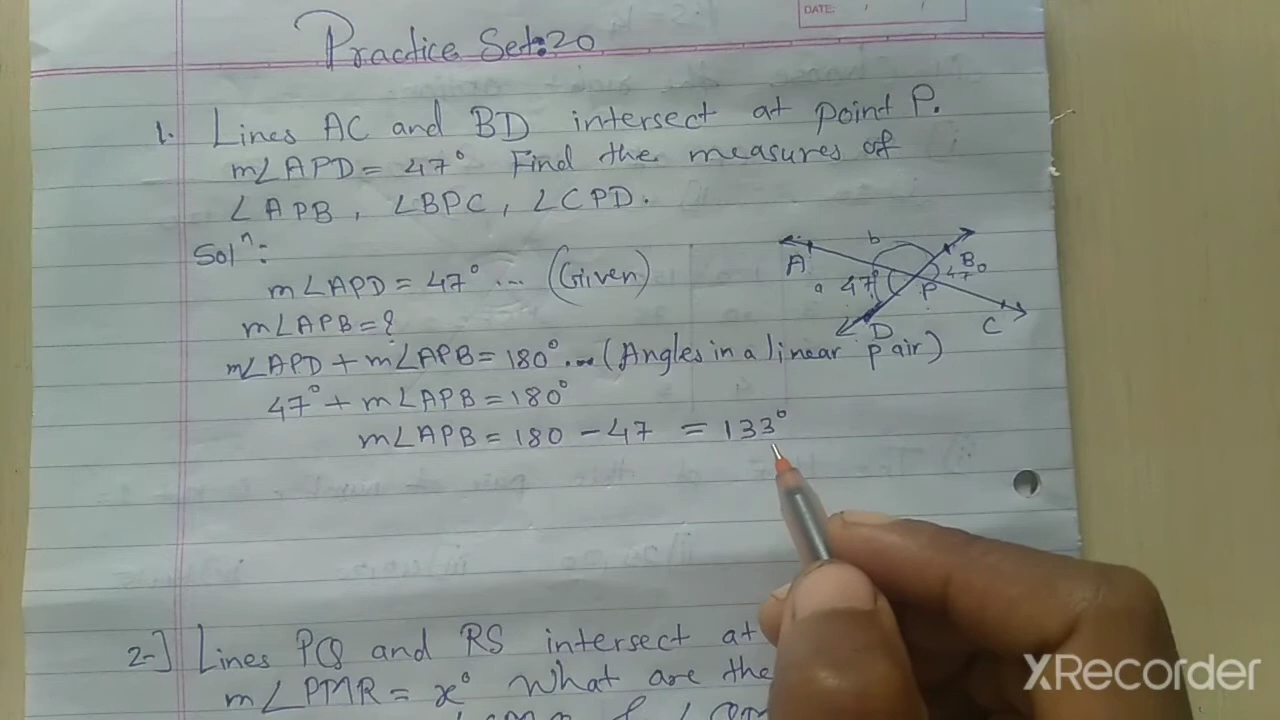 DATE:
Practice Set:20
1. Lines AC and BD intersect at point P.
m∠APD = 47° Find the measures of
∠APB, ∠BPC, ∠CPD.
Solⁿ:
m∠APD = 47° ... (Given)
m∠APB = ?
m∠APD + m∠APB = 180° ... (Angles in a linear pair)
47° + m∠APB = 180°
m∠APB = 180 - 47 = 133°
b
A
B
a 47°
47°
P
D
C
2-] Lines PQ and RS intersect at
m∠PMR = x° What are the
XRecorder